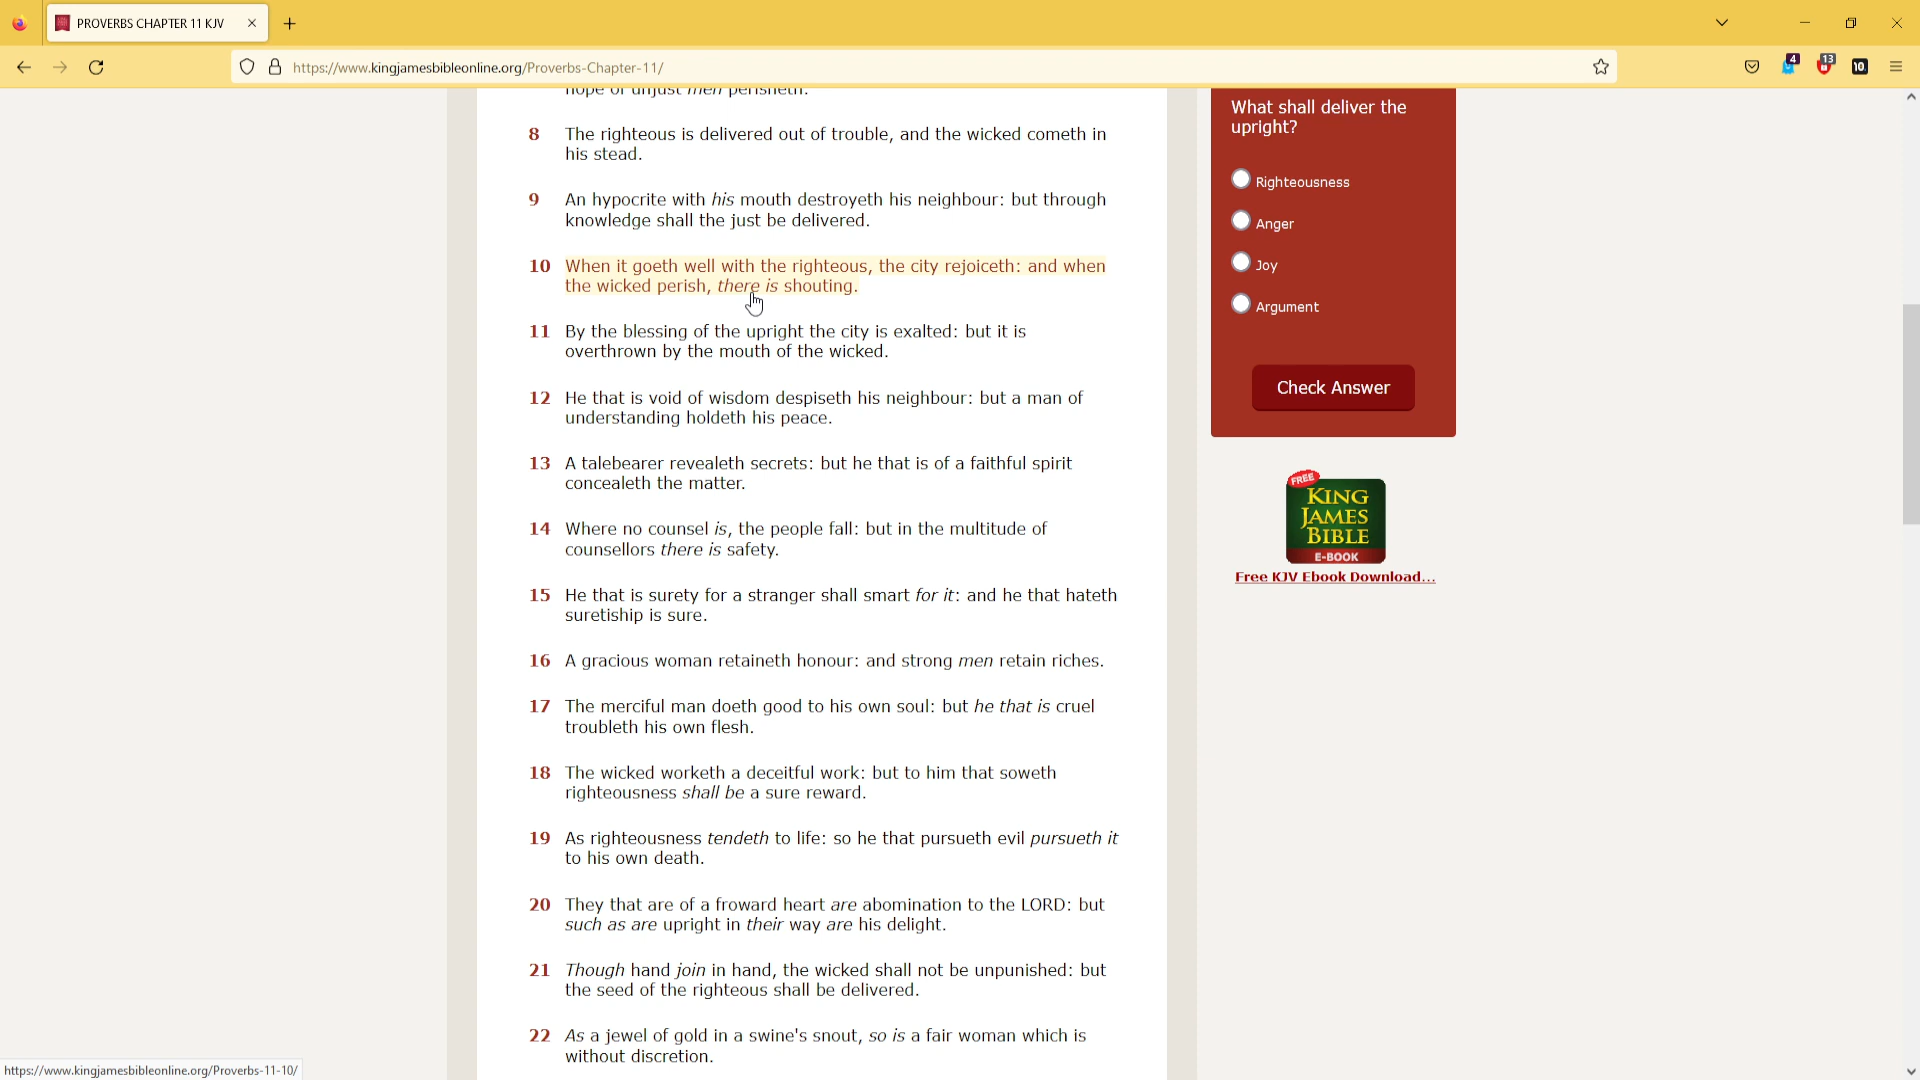 PROVERBS CHAPTER 11 KJV
https://www.kingjamesbibleonline.org/Proverbs-Chapter-11/
4
13
10.
hope of unjust men perisheth.
8 The righteous is delivered out of trouble, and the wicked cometh in
his stead.
9 An hypocrite with his mouth destroyeth his neighbour: but through
knowledge shall the just be delivered.
10 When it goeth well with the righteous, the city rejoiceth: and when
the wicked perish, there is shouting.
11 By the blessing of the upright the city is exalted: but it is
overthrown by the mouth of the wicked.
12 He that is void of wisdom despiseth his neighbour: but a man of
understanding holdeth his peace.
13 A talebearer revealeth secrets: but he that is of a faithful spirit
concealeth the matter.
14 Where no counsel is, the people fall: but in the multitude of
counsellors there is safety.
15 He that is surety for a stranger shall smart for it: and he that hateth
suretiship is sure.
16 A gracious woman retaineth honour: and strong men retain riches.
17 The merciful man doeth good to his own soul: but he that is cruel
troubleth his own flesh.
18 The wicked worketh a deceitful work: but to him that soweth
righteousness shall be a sure reward.
19 As righteousness tendeth to life: so he that pursueth evil pursueth it
to his own death.
20 They that are of a froward heart are abomination to the LORD: but
such as are upright in their way are his delight.
21 Though hand join in hand, the wicked shall not be unpunished: but
the seed of the righteous shall be delivered.
22 As a jewel of gold in a swine's snout, so is a fair woman which is
without discretion.
What shall deliver the
upright?
Righteousness
Anger
Joy
Argument
Check Answer
FREE
KING
JAMES
BIBLE
E-BOOK
Free KJV Ebook Download...
https://www.kingjamesbibleonline.org/Proverbs-11-10/